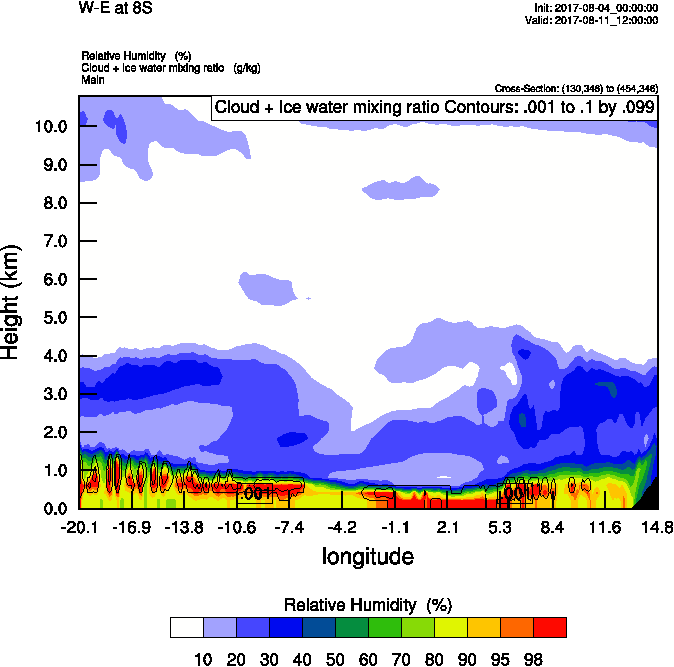 W-E at 8S
Init: 2017-08-04_00:00:00
Valid: 2017-08-11_12:00:00
Relative Humidity (%)
Cloud + Ice water mixing ratio (g/kg)
Main
Cross-Section: (130,346) to (454,346)
Cloud + Ice water mixing ratio Contours: .001 to .1 by .099
10.0
9.0
8.0
7.0
6.0
5.0
4.0
3.0
2.0
1.0
0.0
Height (km)
.001
.001
-20.1 -16.9 -13.8 -10.6 -7.4 -4.2 -1.1 2.1 5.3 8.4 11.6 14.8
longitude
Relative Humidity (%)
10 20 30 40 50 60 70 80 90 95 98